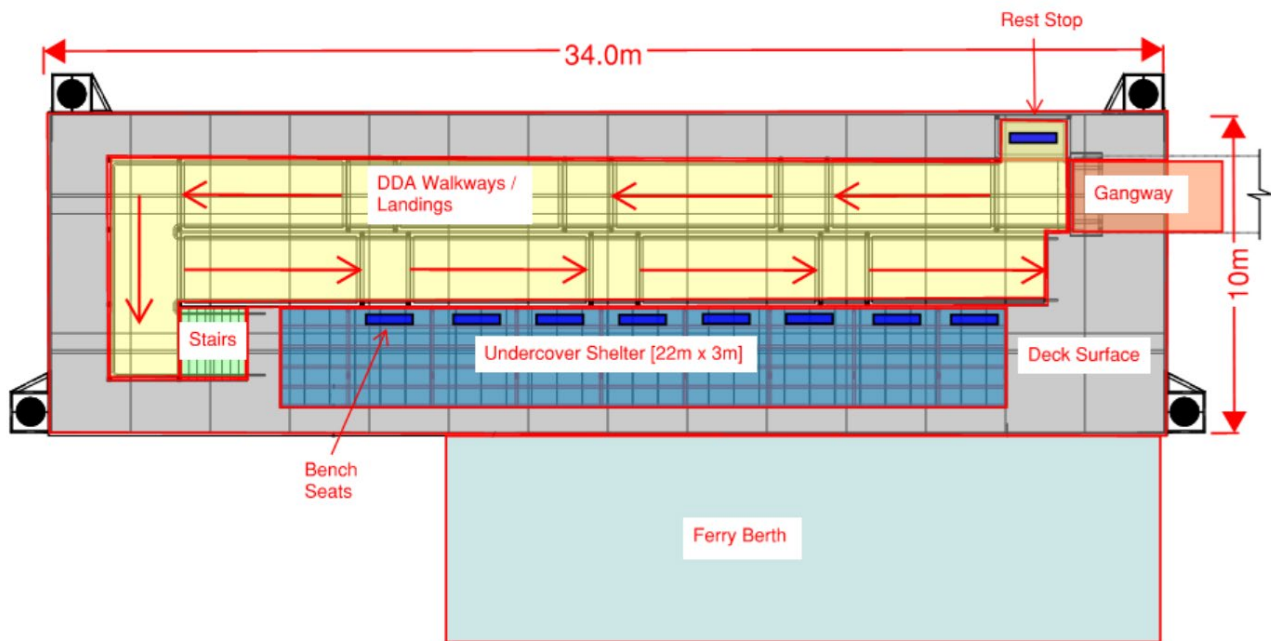 Rest Stop
34.0m
DDA Walkways /
Landings
Gangway
10m
Stairs
Undercover Shelter [22m x 3m]
Deck Surface
Bench
Seats
Ferry Berth